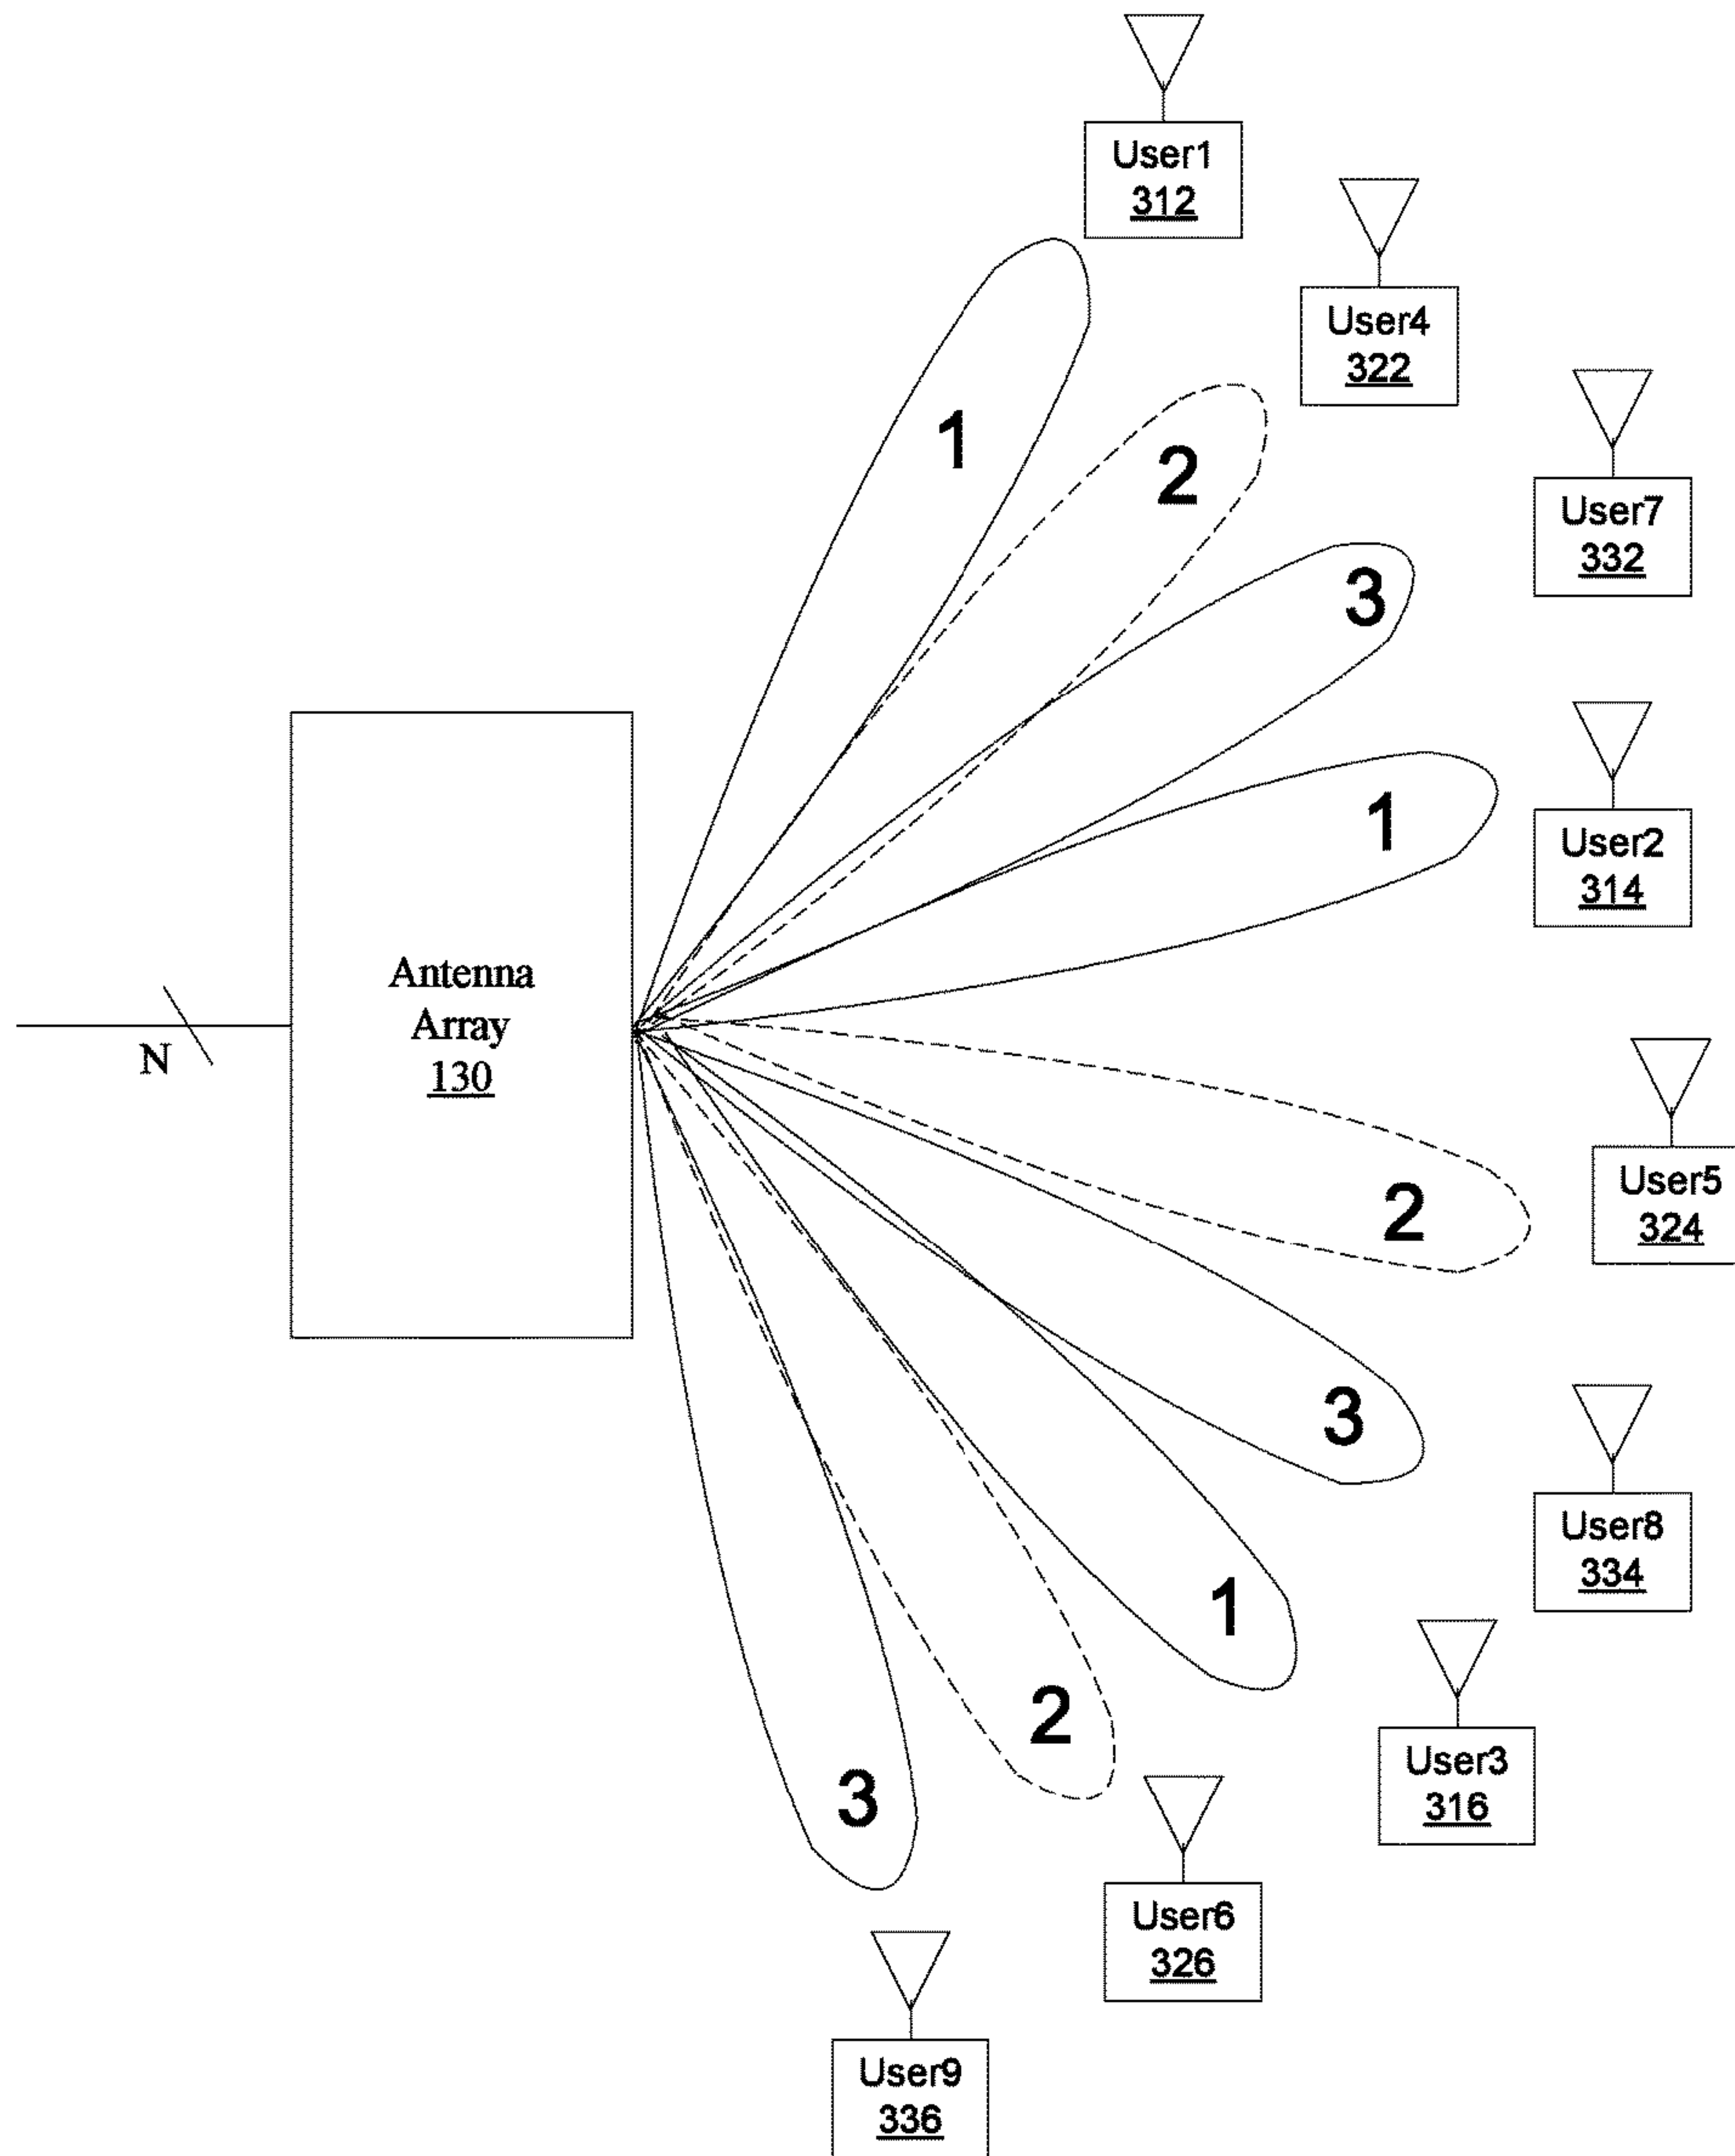 User1
312
User4
322
1
2
User7
332
3
1
User2
314
Antenna
Array
130
N
User5
324
2
3
User8
334
1
User3
316
2
3
User6
326
User9
336